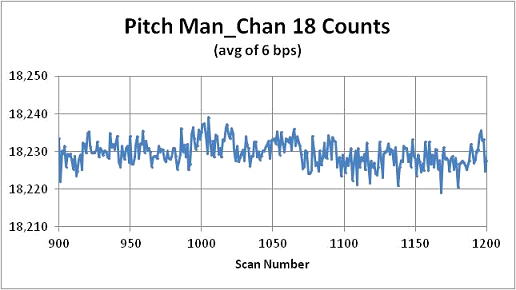 Pitch Man_Chan 18 Counts
(avg of 6 bps)
18,250
18,240
18,230
18,220
18,210
900 950 1000 1050 1100 1150 1200
Scan Number